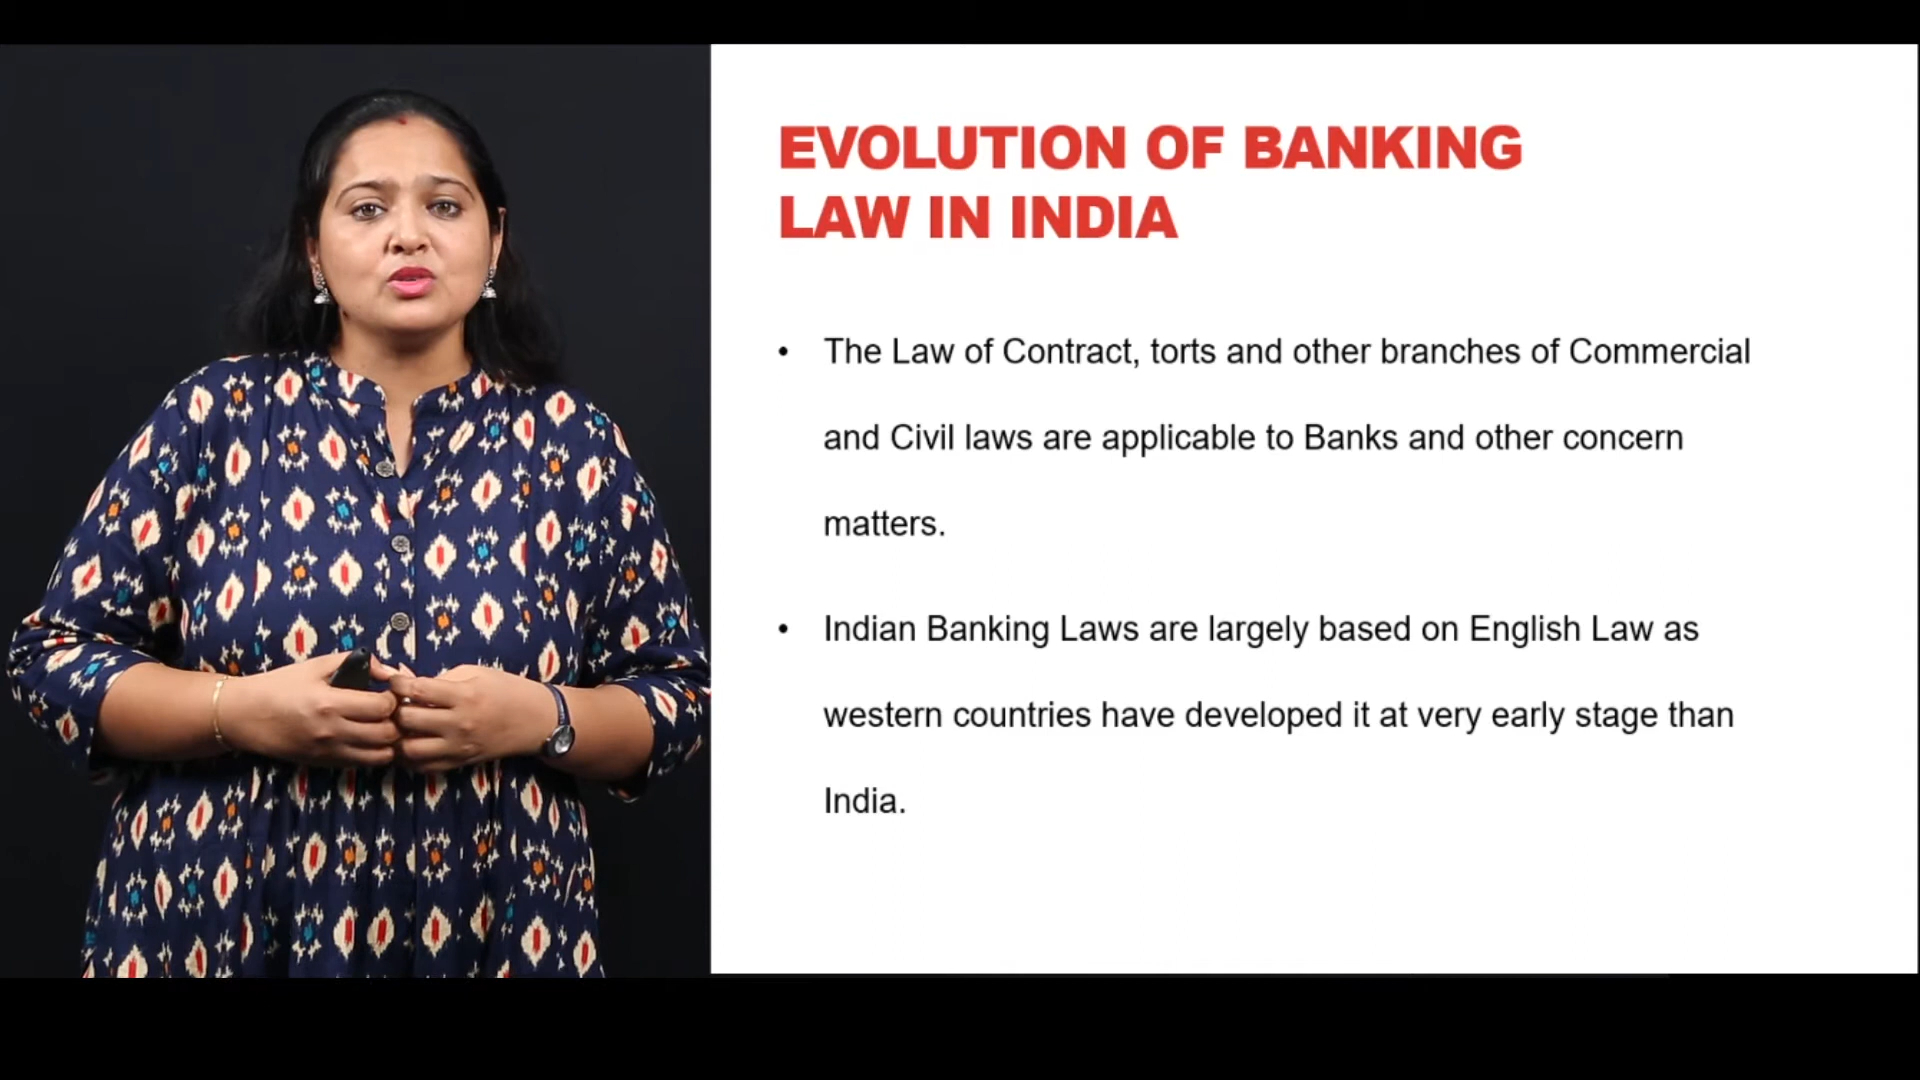 EVOLUTION OF BANKING
LAW IN INDIA
• The Law of Contract, torts and other branches of Commercial
and Civil laws are applicable to Banks and other concern
matters.
• Indian Banking Laws are largely based on English Law as
western countries have developed it at very early stage than
India.